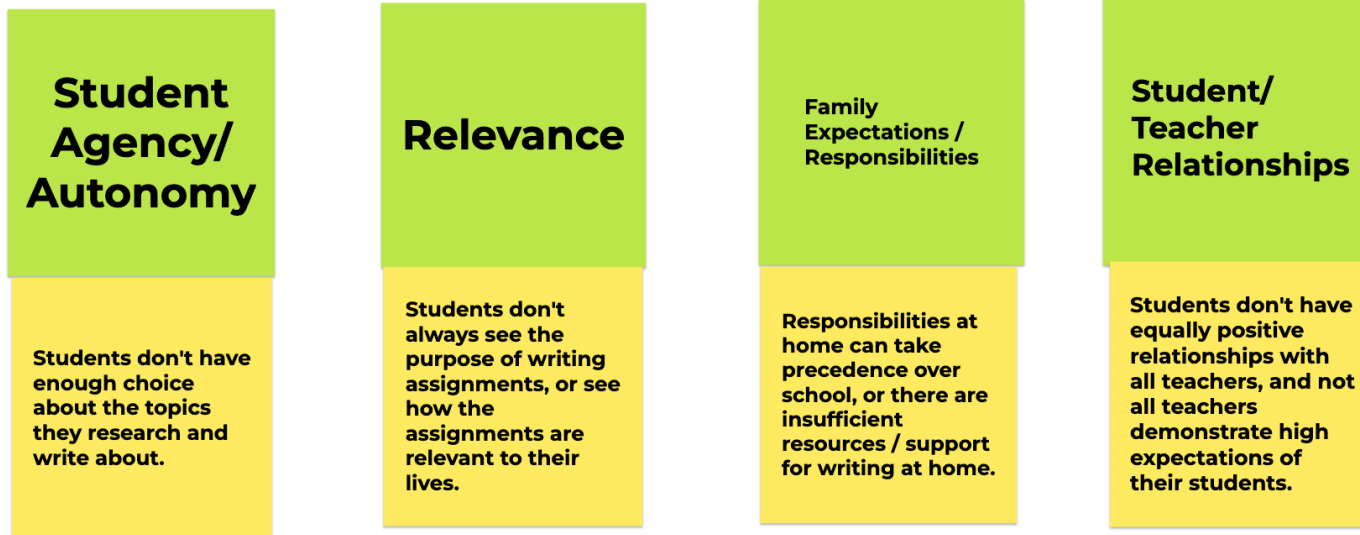 Student
Agency/
Autonomy
Students don't have
enough choice
about the topics
they research and
write about.
Relevance
Students don't
always see the
purpose of writing
assignments, or see
how the
assignments are
relevant to their
lives.
Family
Expectations /
Responsibilities
Responsibilities at
home can take
precedence over
school, or there are
insufficient
resources / support
for writing at home.
Student/
Teacher
Relationships
Students don't have
equally positive
relationships with
all teachers, and not
all teachers
demonstrate high
expectations of
their students.